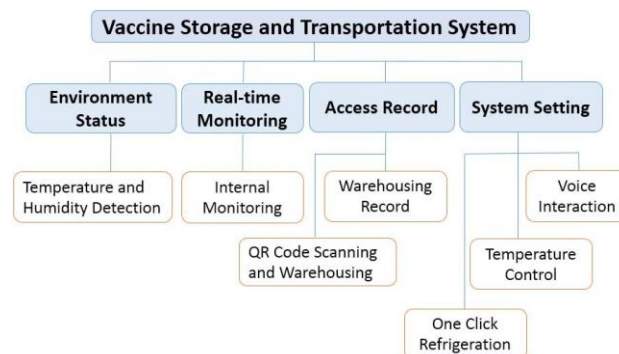 Vaccine Storage and Transportation System
Environment
Status
Real-time
Monitoring
Access Record
System Setting
Temperature and
Humidity Detection
Internal
Monitoring
Warehousing
Record
Voice
Interaction
QR Code Scanning
and Warehousing
Temperature
Control
One Click
Refrigeration